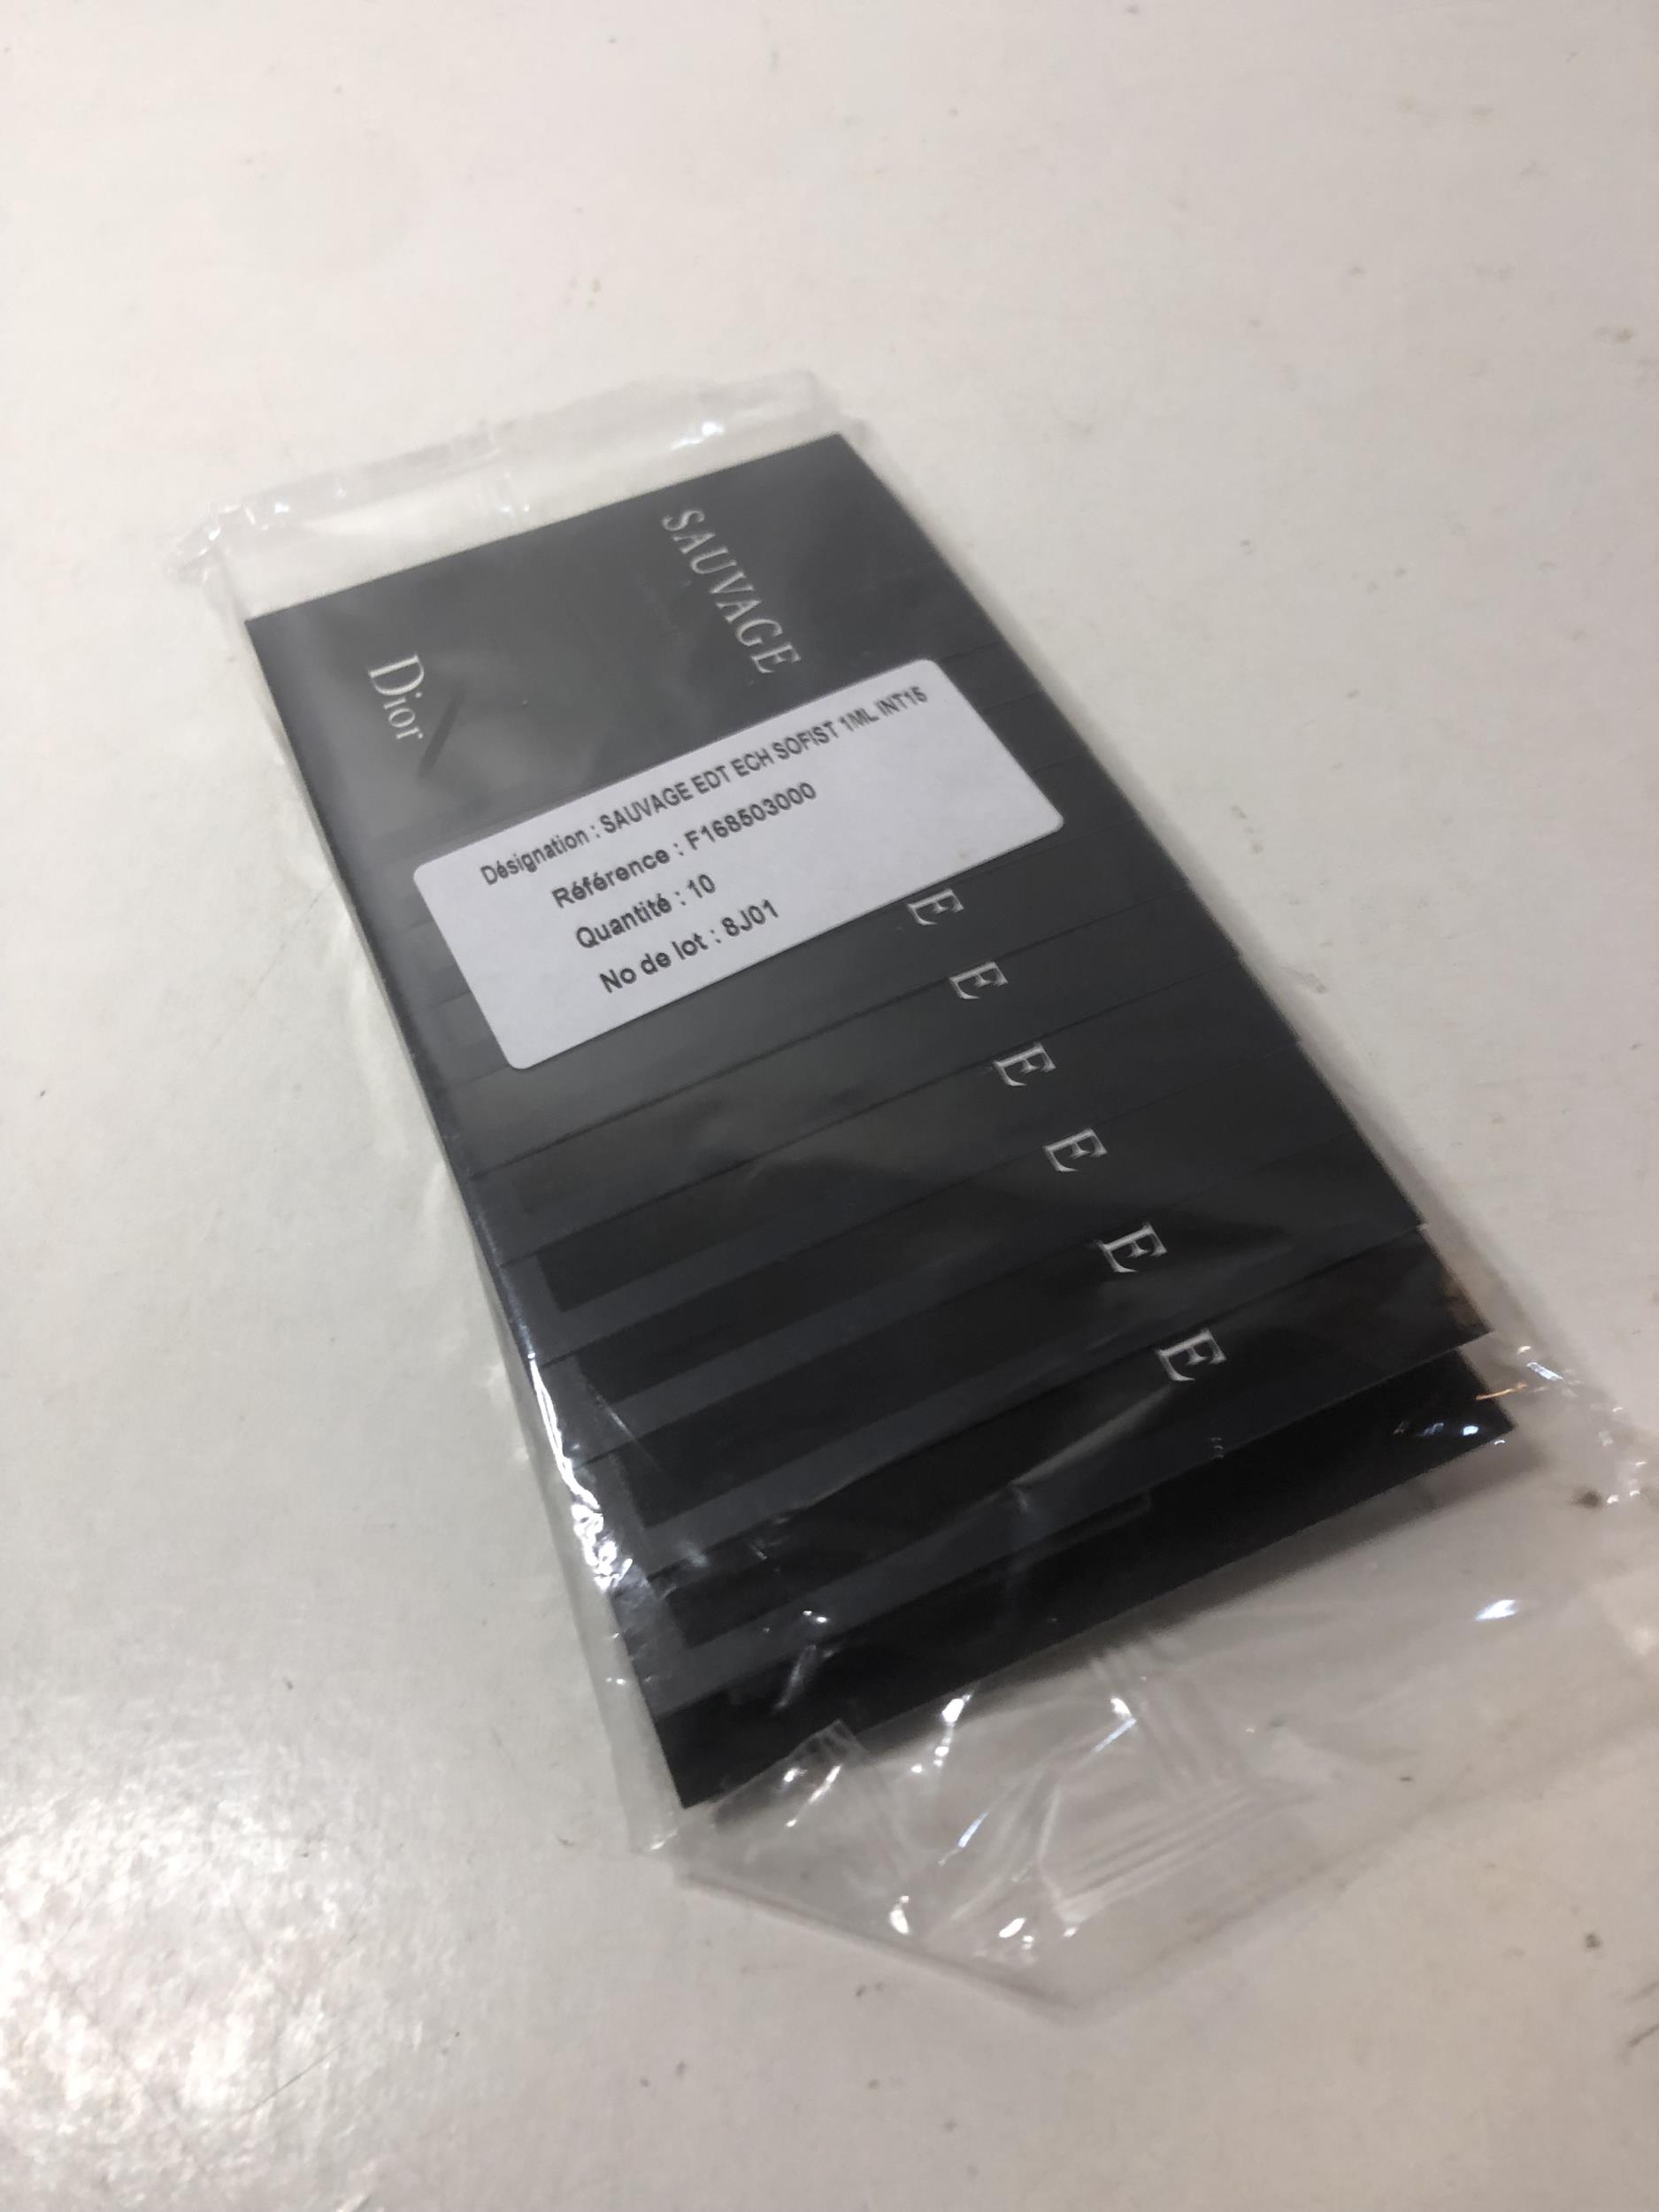 SAUVAGE
Dior
Désignation : SAUVAGE EDT ECH SOFIST 1ML INT15
Référence : F168503000
Quantité : 10
No de lot : 8J01
E
E
E
E
E
E